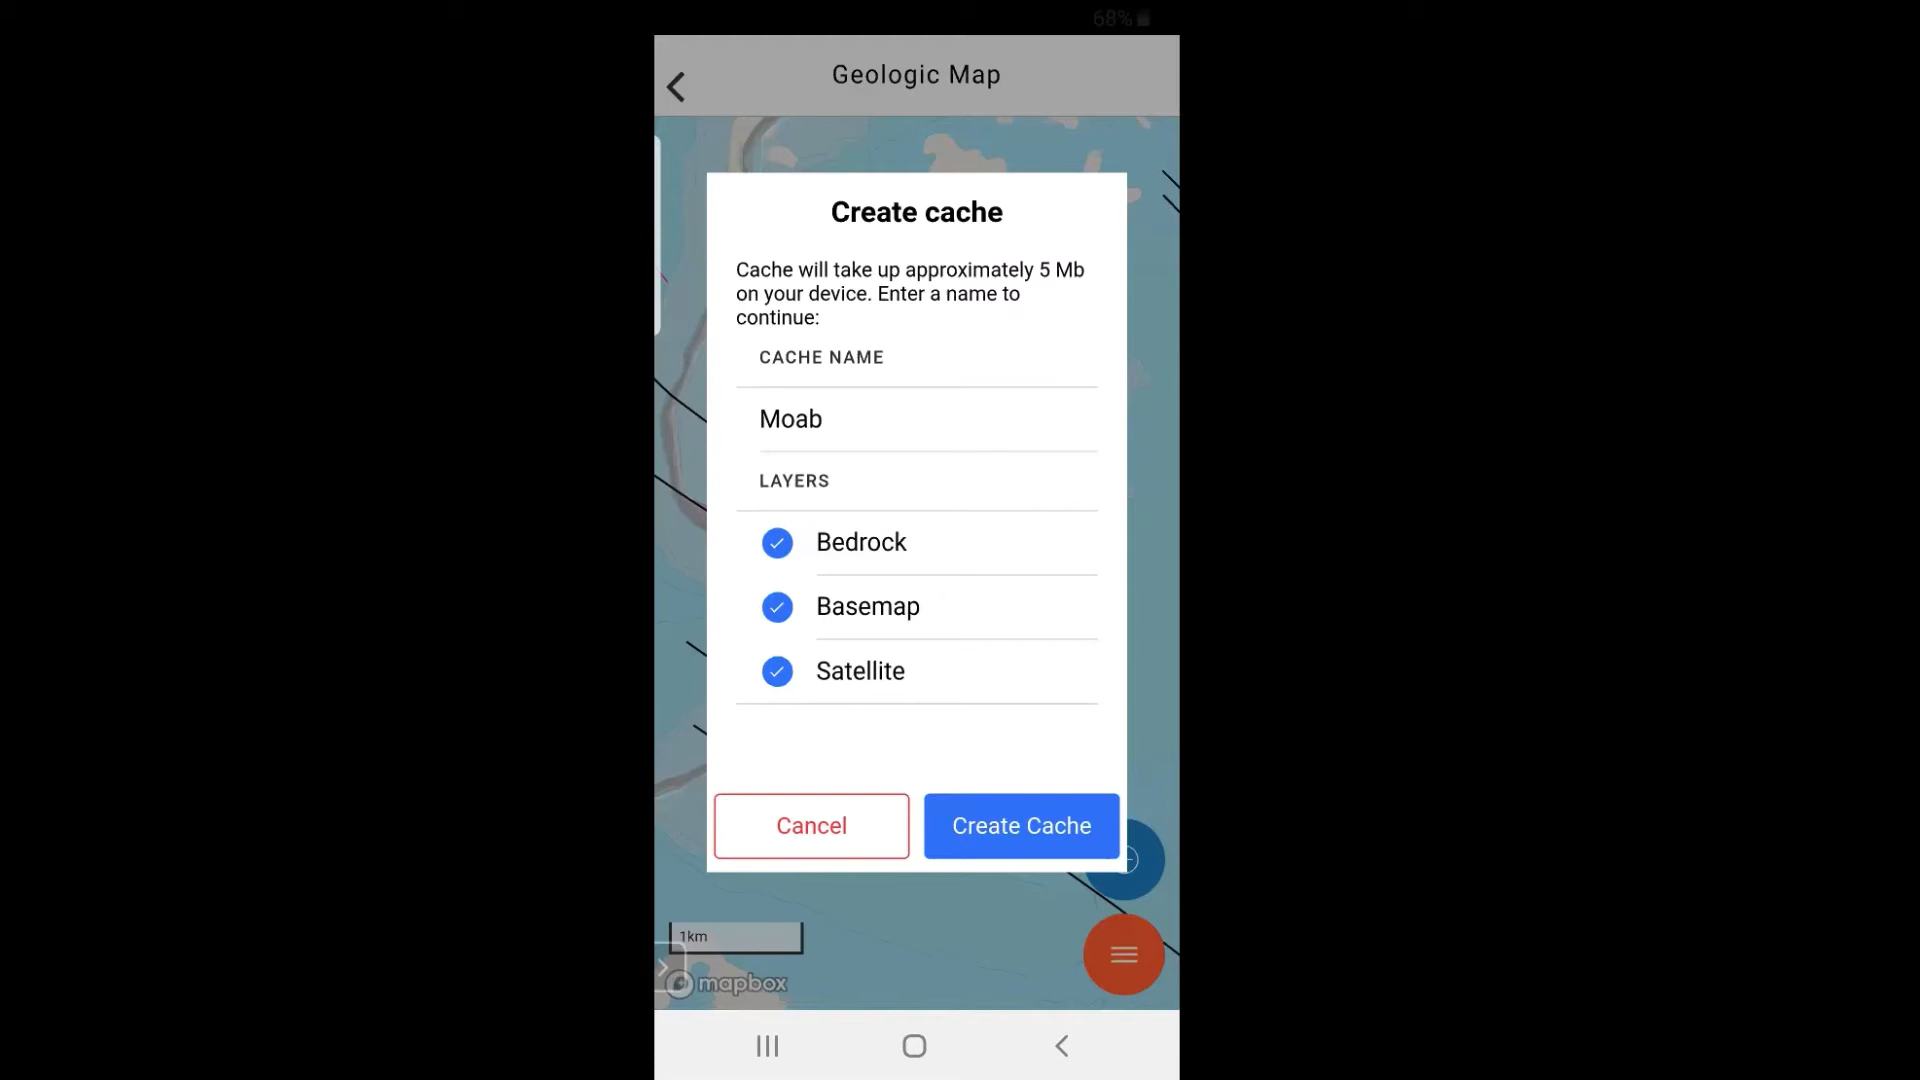 68%
Geologic Map
Create cache
Cache will take up approximately 5 Mb
on your device. Enter a name to
continue:
CACHE NAME
Moab
LAYERS
Bedrock
Basemap
Satellite
Cancel
Create Cache
1km
mapbox